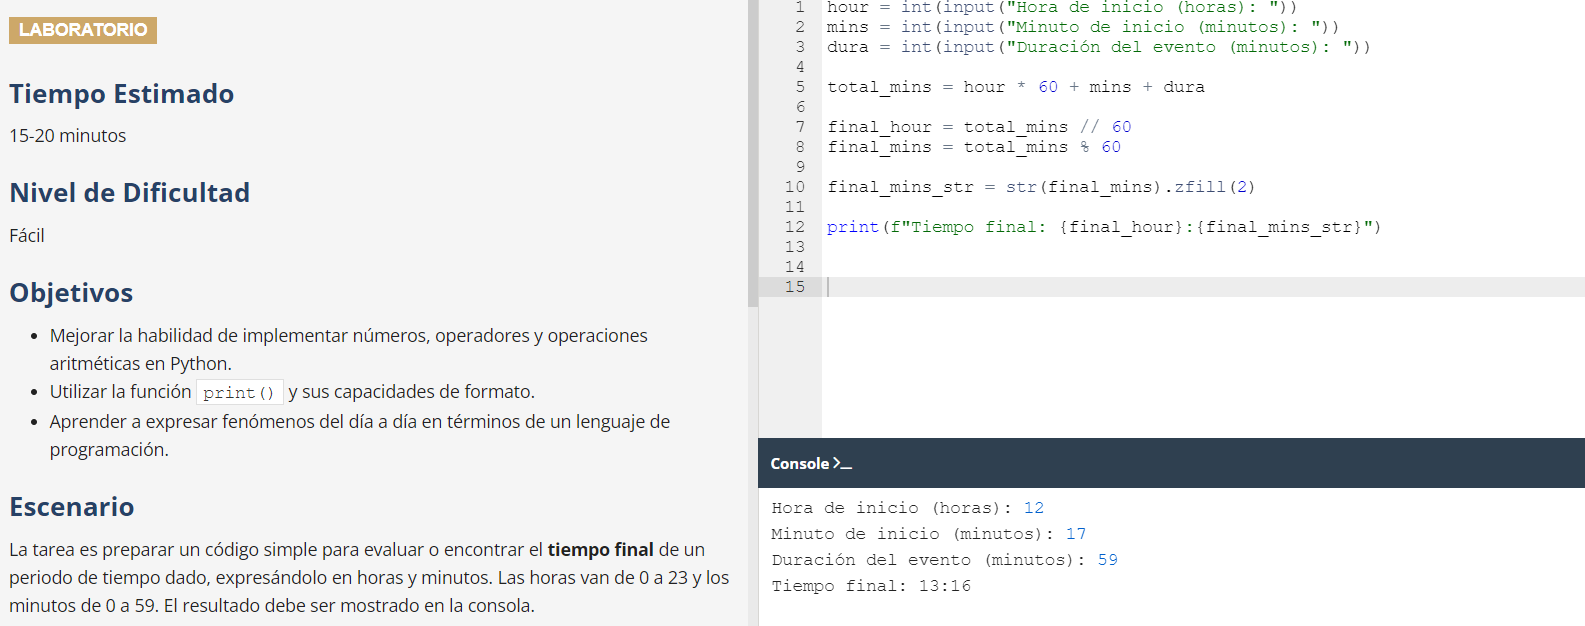 LABORATORIO
Tiempo Estimado
15-20 minutos
Nivel de Dificultad
Fácil
Objetivos
• Mejorar la habilidad de implementar números, operadores y operaciones
aritméticas en Python.
• Utilizar la función print() y sus capacidades de formato.
• Aprender a expresar fenómenos del día a día en términos de un lenguaje de
programación.
Escenario
La tarea es preparar un código simple para evaluar o encontrar el tiempo final de un
periodo de tiempo dado, expresándolo en horas y minutos. Las horas van de 0 a 23 y los
minutos de 0 a 59. El resultado debe ser mostrado en la consola.
1 hour = int(input("Hora de inicio (horas): "))
2 mins = int(input("Minuto de inicio (minutos): "))
3 dura = int(input("Duración del evento (minutos): "))
4
5 total_mins = hour * 60 + mins + dura
6
7 final_hour = total_mins // 60
8 final_mins = total_mins % 60
9
10 final_mins_str = str(final_mins).zfill(2)
11
12 print(f"Tiempo final: {final_hour}:{final_mins_str}")
13
14
15
Console >_
Hora de inicio (horas): 12
Minuto de inicio (minutos): 17
Duración del evento (minutos): 59
Tiempo final: 13:16